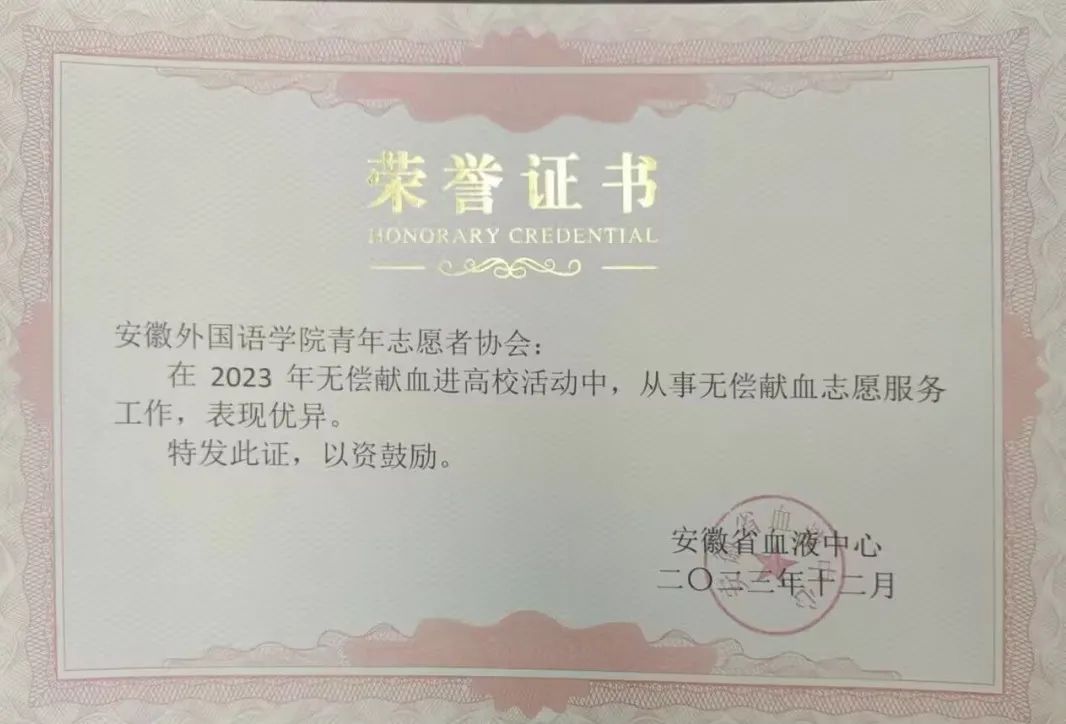 荣誉证书
HONORARY CREDENTIAL
安徽外国语学院青年志愿者协会：
在 2023 年无偿献血进高校活动中，从事无偿献血志愿服务
工作，表现优异。
特发此证，以资鼓励。
安徽省血液中心
二〇二三年十二月